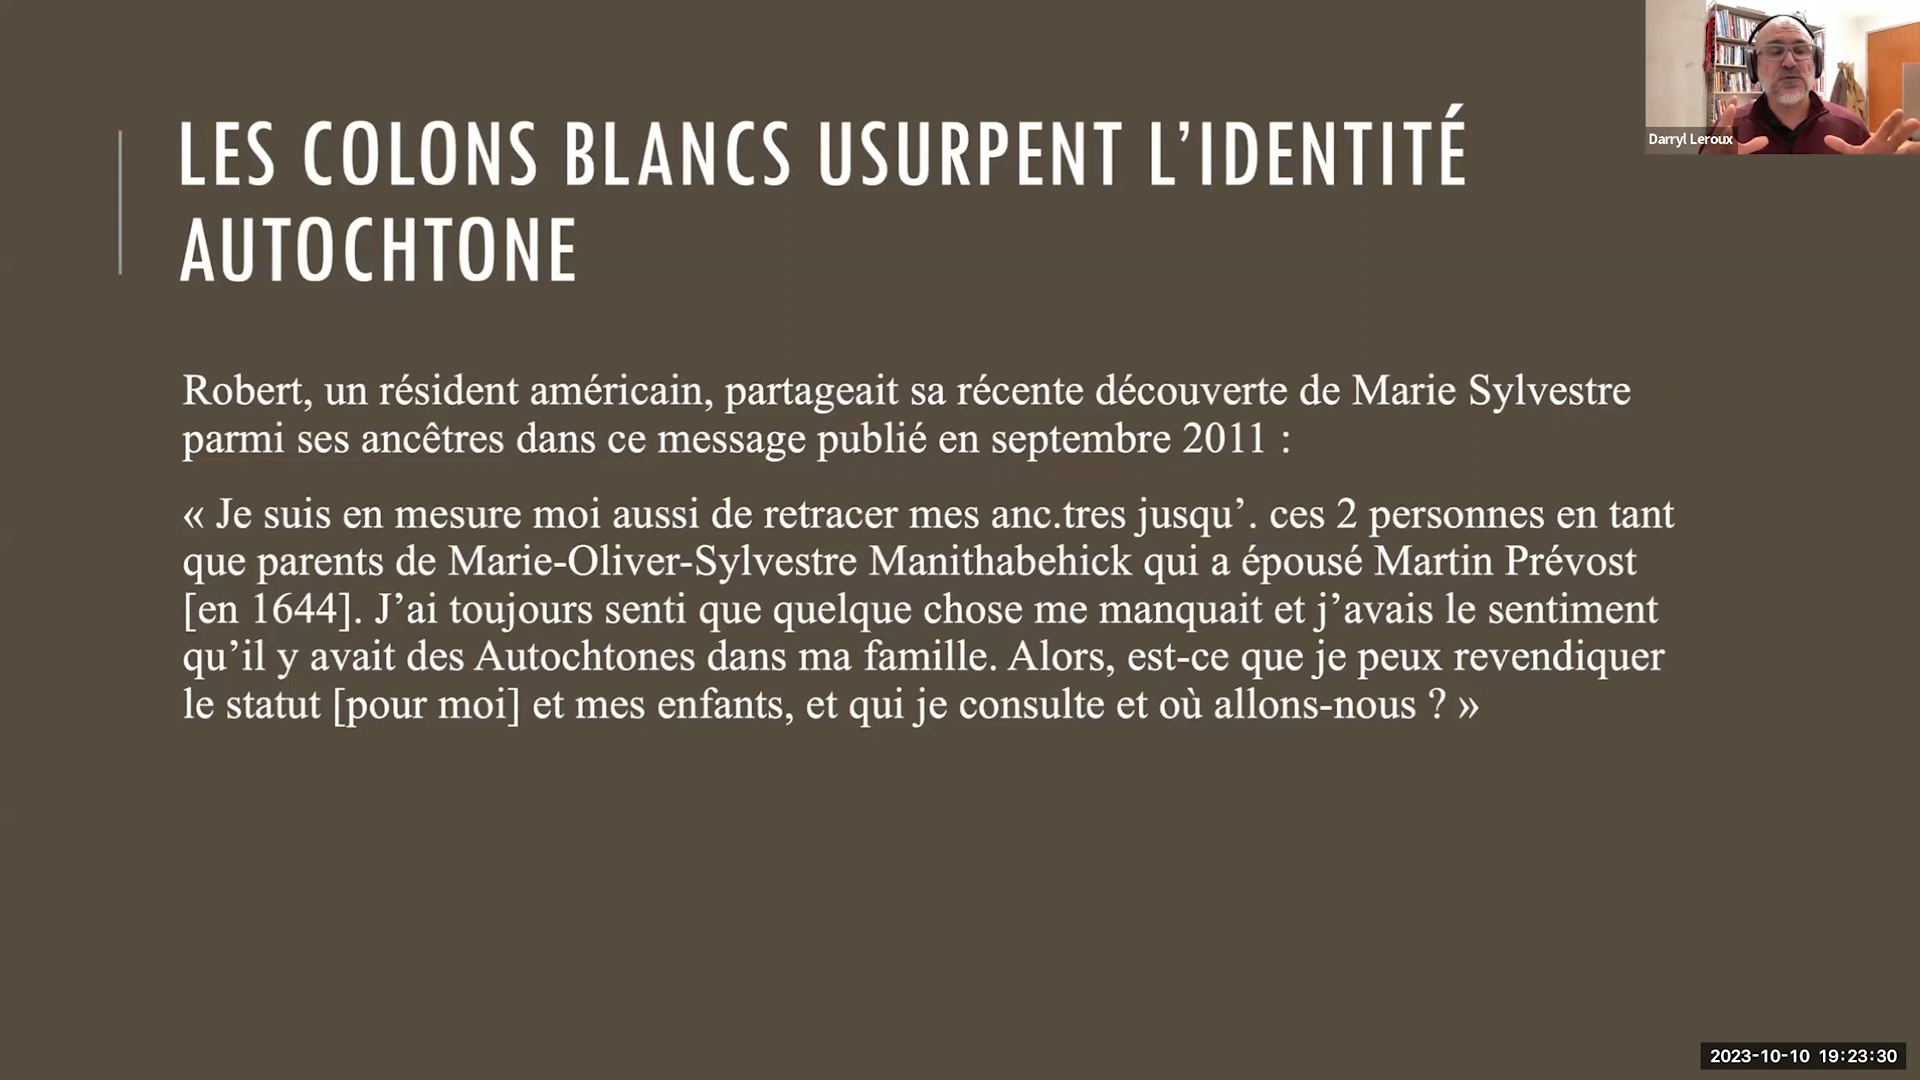 LES COLONS BLANCS USURPENT L’IDENTITÉ
AUTOCHTONE
Darryl Leroux
Robert, un résident américain, partageait sa récente découverte de Marie Sylvestre
parmi ses ancêtres dans ce message publié en septembre 2011 :
« Je suis en mesure moi aussi de retracer mes anc.tres jusqu’. ces 2 personnes en tant
que parents de Marie-Oliver-Sylvestre Manithabehick qui a épousé Martin Prévost
[en 1644]. J’ai toujours senti que quelque chose me manquait et j’avais le sentiment
qu’il y avait des Autochtones dans ma famille. Alors, est-ce que je peux revendiquer
le statut [pour moi] et mes enfants, et qui je consulte et où allons-nous ? »
2023-10-10 19:23:30